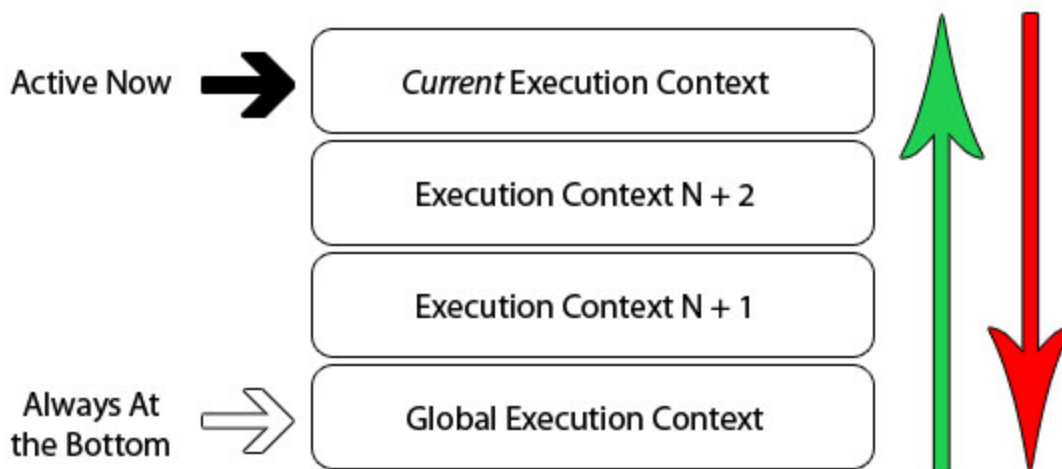 Active Now
Current Execution Context
Execution Context N + 2
Execution Context N + 1
Always At
the Bottom
Global Execution Context